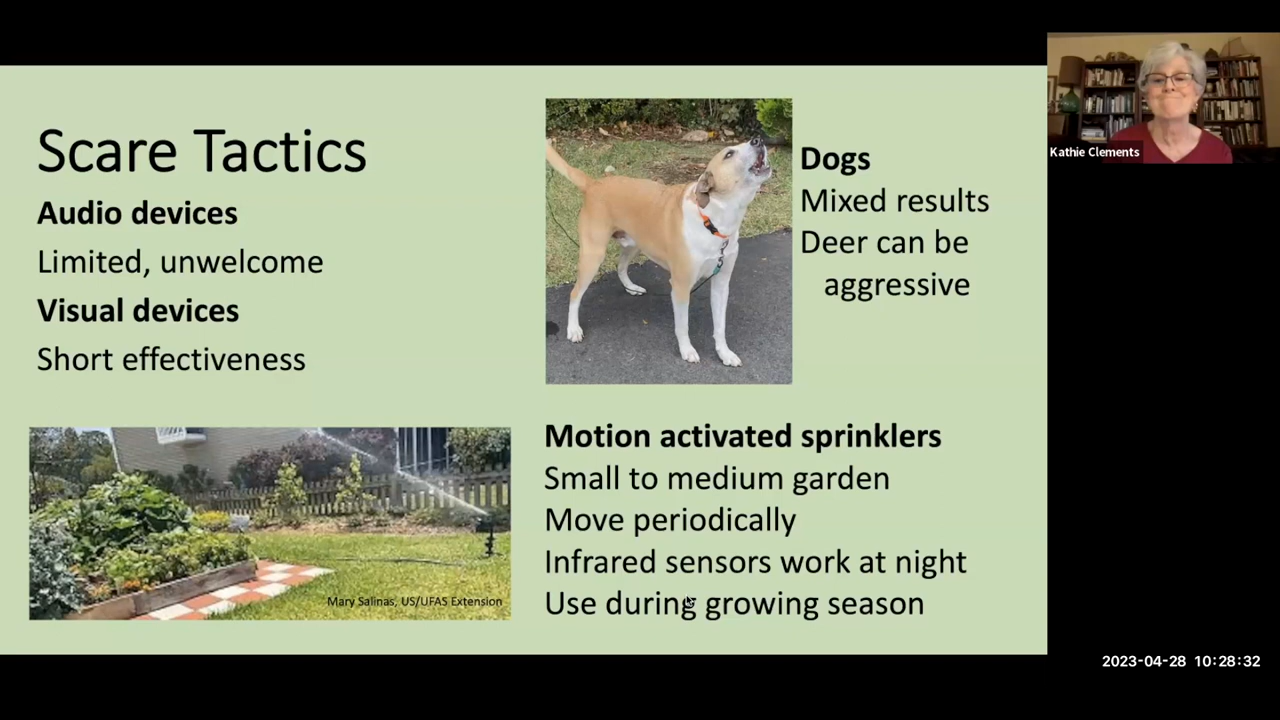 Scare Tactics
Audio devices
Limited, unwelcome
Visual devices
Short effectiveness
Dogs
Mixed results
Deer can be
aggressive
Mary Salinas, US/UFAS Extension
Motion activated sprinklers
Small to medium garden
Move periodically
Infrared sensors work at night
Use during growing season
Kathie Clements
2023-04-28 10:28:32